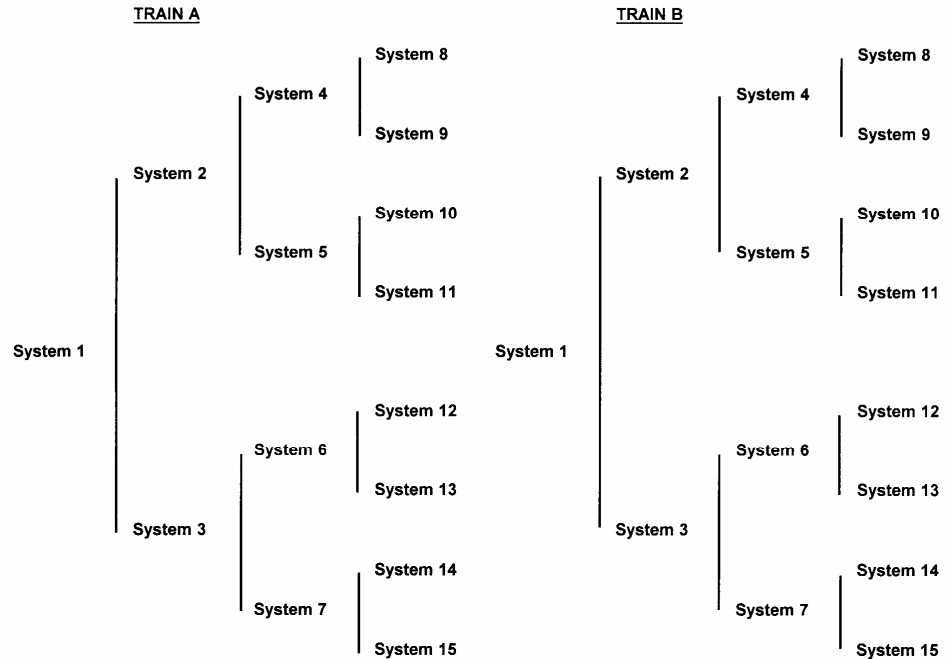 TRAIN A
TRAIN B
System 8
System 8
System 4
System 4
System 9
System 9
System 2
System 2
System 10
System 10
System 5
System 5
System 11
System 11
System 1
System 1
System 12
System 12
System 6
System 6
System 13
System 13
System 3
System 3
System 14
System 14
System 7
System 7
System 15
System 15